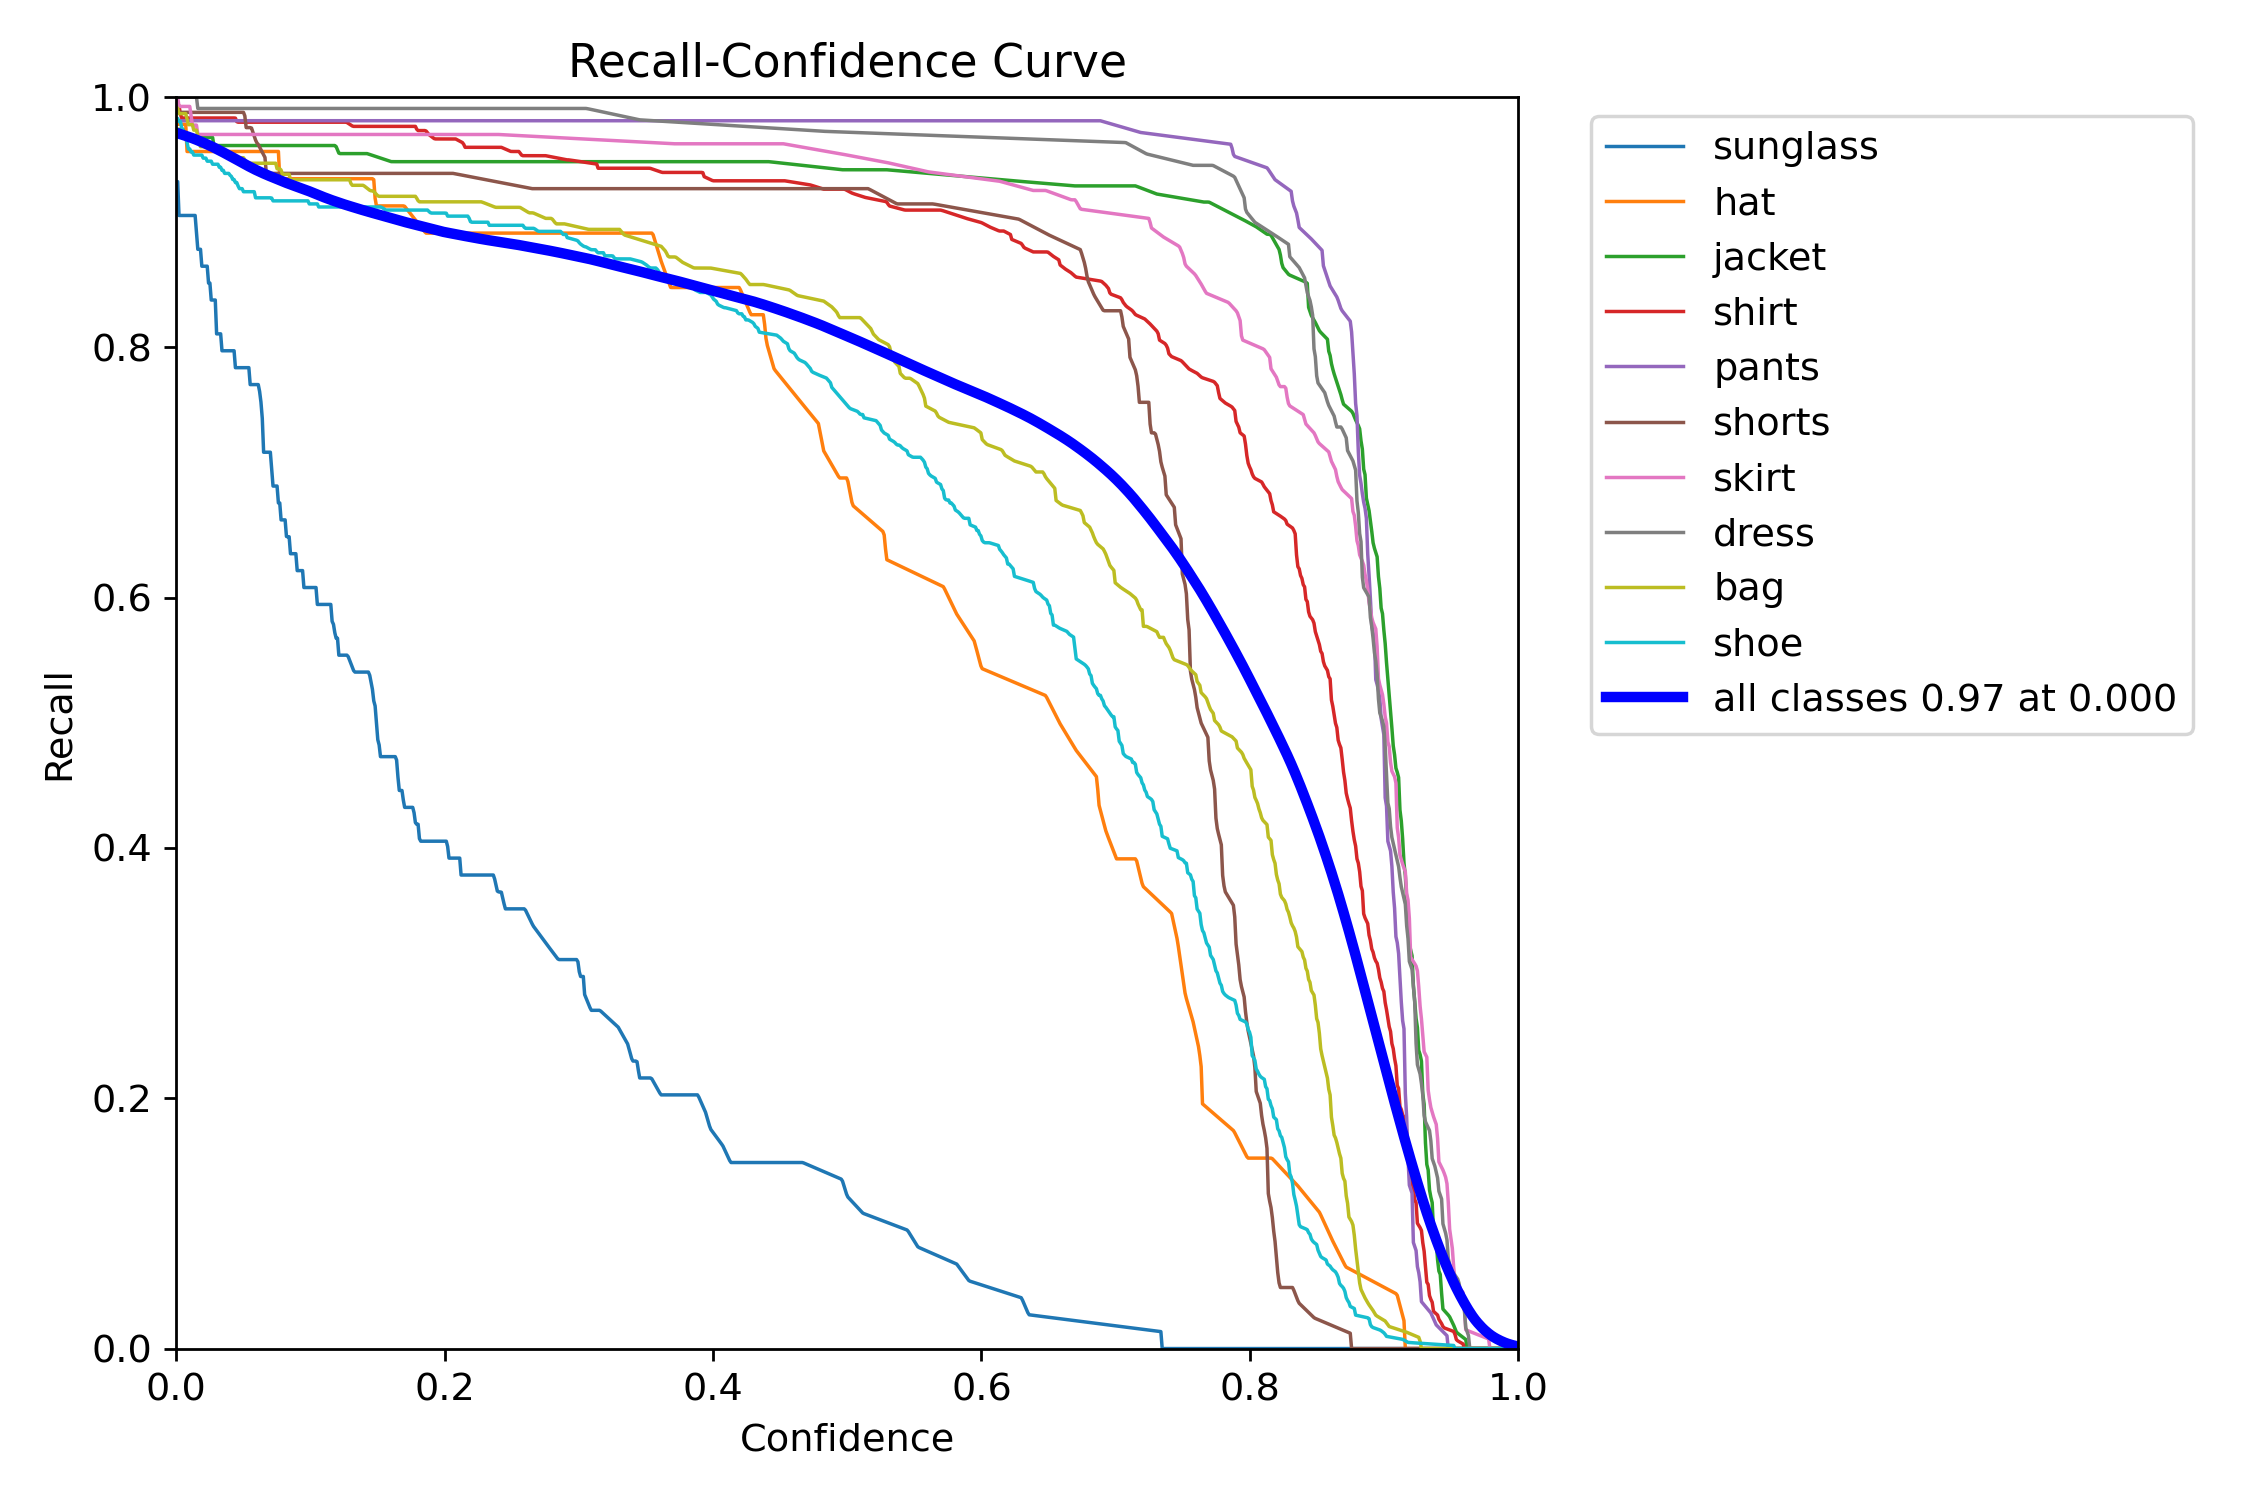 Recall-Confidence Curve
1.0
0.8
0.6
0.4
0.2
0.0
Recall
0.0 0.2 0.4 0.6 0.8 1.0
Confidence
sunglass
hat
jacket
shirt
pants
shorts
skirt
dress
bag
shoe
all classes 0.97 at 0.000